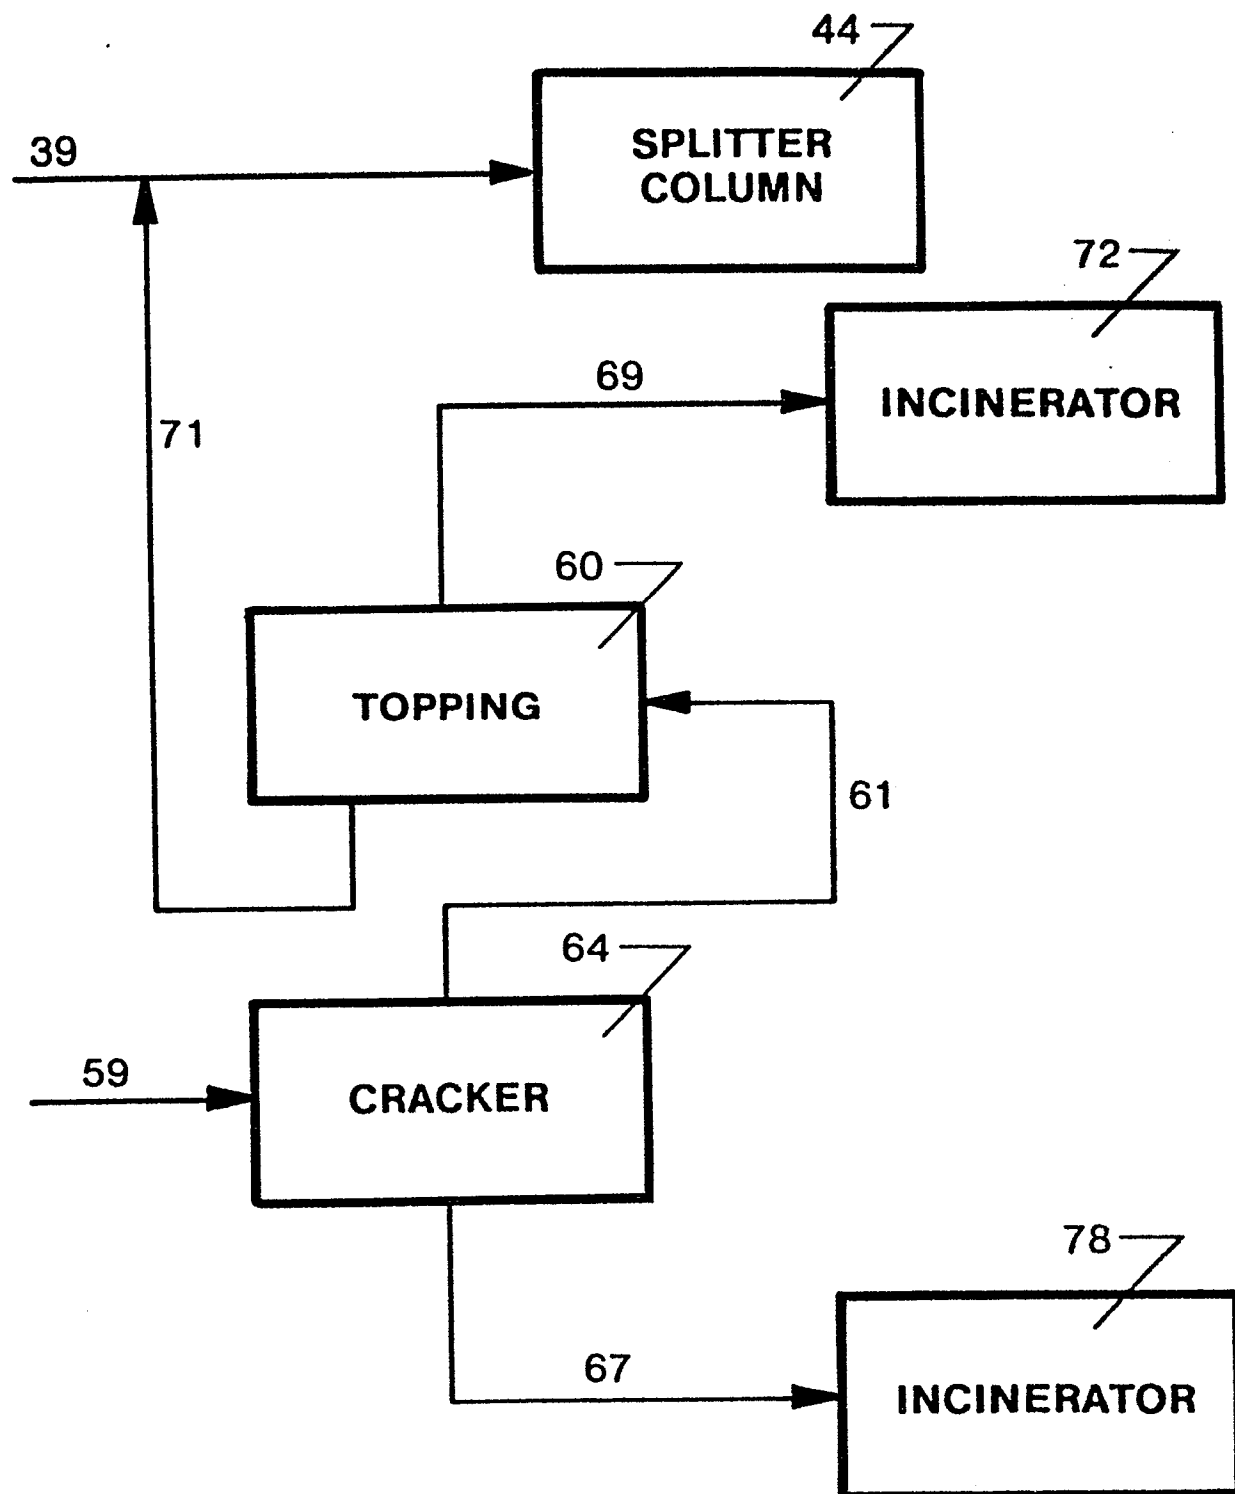 44
SPLITTER
COLUMN
39
72
INCINERATOR
69
71
60
TOPPING
61
64
CRACKER
59
78
INCINERATOR
67